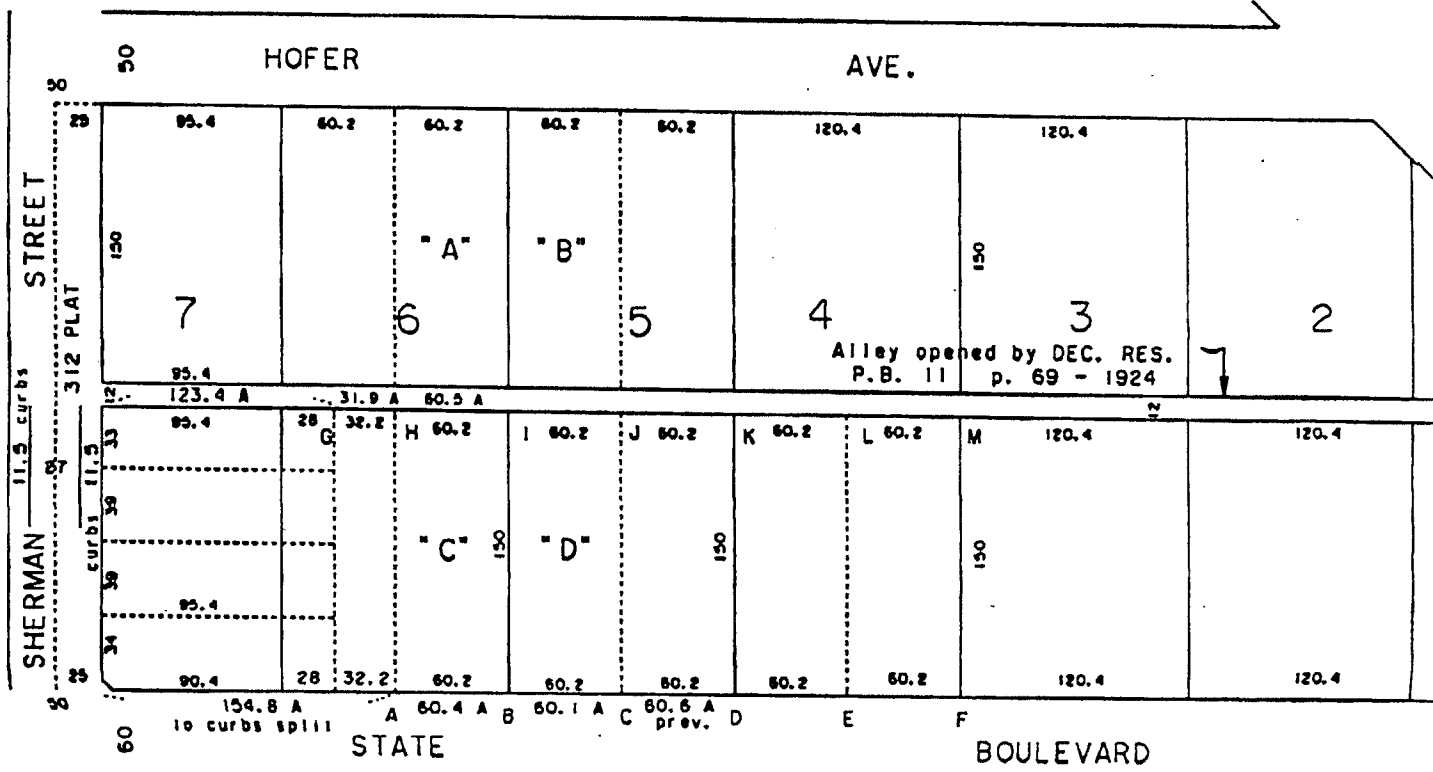 50 HOFER AVE.
50
29 95.4 60.2 60.2 60.2 60.2 120.4 120.4
SHERMAN STREET
11.5 curbs
312 PLAT
curbs 11.5
150 "A" "B" 150
7 6 5 4 3 2
Alley opened by DEC. RES.
P.B. 11 p. 69 - 1924
95.4
12 123.4 A 31.9 A 60.5 A 12
95.4 28 G 32.2 H 60.2 I 60.2 J 60.2 K 60.2 L 60.2 M 120.4 120.4
33
39
"C" 150 "D" 150 150
39
95.4
34
25 90.4 28 32.2 60.2 60.2 60.2 60.2 60.2 120.4 120.4
90
154.8 A A 60.4 A B 60.1 A C 60.6 A D E F
to curbs split prev.
60 STATE BOULEVARD